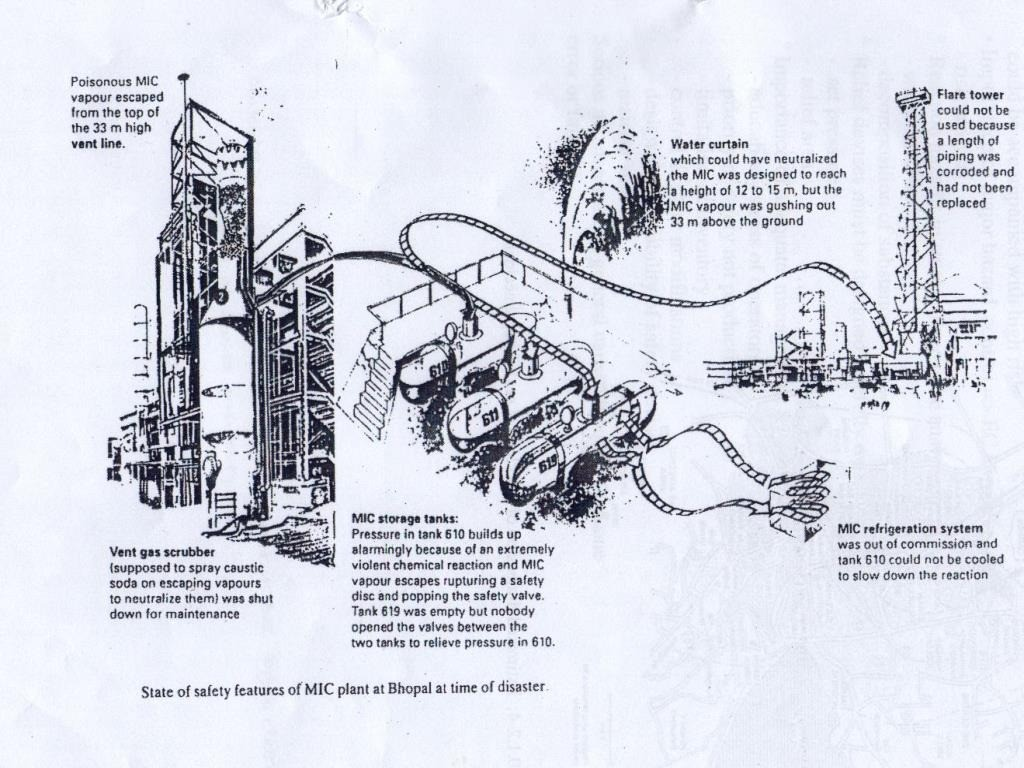 Poisonous MIC
vapour escaped
from the top of
the 33 m high
vent line.
Water curtain
which could have neutralized
the MIC was designed to reach
a height of 12 to 15 m, but the
MIC vapour was gushing out
33 m above the ground
Flare tower
could not be
used because
a length of
piping was
corroded and
had not been
replaced
610
611
619
Vent gas scrubber
(supposed to spray caustic
soda on escaping vapours
to neutralize them) was shut
down for maintenance
MIC storage tanks:
Pressure in tank 610 builds up
alarmingly because of an extremely
violent chemical reaction and MIC
vapour escapes rupturing a safety
disc and popping the safety valve.
Tank 619 was empty but nobody
opened the valves between the
two tanks to relieve pressure in 610.
MIC refrigeration system
was out of commission and
tank 610 could not be cooled
to slow down the reaction
State of safety features of MIC plant at Bhopal at time of disaster.